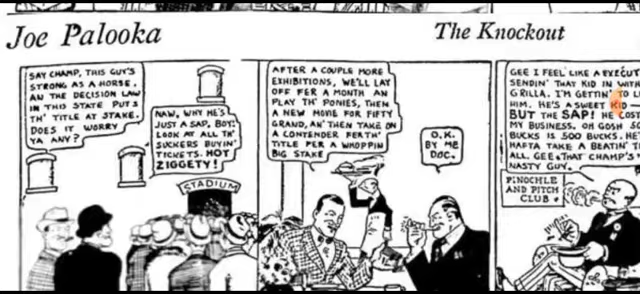 Joe Palooka
The Knockout
SAY CHAMP, THIS GUY'S
STRONG AS A HORSE.
AN THE DECISION LAW
IN THIS STATE PUTS
TH' TITLE AT STAKE.
DOES IT WORRY
YA ANY?
NAW, WHY HE'S
JUST A SAP, BOY!
LOOK AT ALL TH'
SUCKERS BUYIN'
TICKETS. HOT
ZIGGETY!
STADIUM
AFTER A COUPLE MORE
EXHIBITIONS, WE'LL LAY
OFF FER A MONTH AN
PLAY TH' PONIES, THEN
A NEW MOVIE FOR FIFTY
GRAND, AN' THEN TAKE ON
A CONTENDER FERTH'
TITLE FER A WHOPPIN
BIG STAKE
O.K.
BY ME
DOC.
GEE I FEEL LIKE A
SENDIN' THAT KID IN WITH
GRILLA. I'M GETTIN' TO
HIM. HE'S A SWEET KID
BUT THE SAP! HE COST
MY BUSINESS. OH GOSH
BUCKS IS 500 BUCKS. HE'
HAFTA TAKE A BEATIN'
ALL. GEE THAT CHAMP'S
NASTY GUY.
PINOCHLE
AND PITCH
CLUB